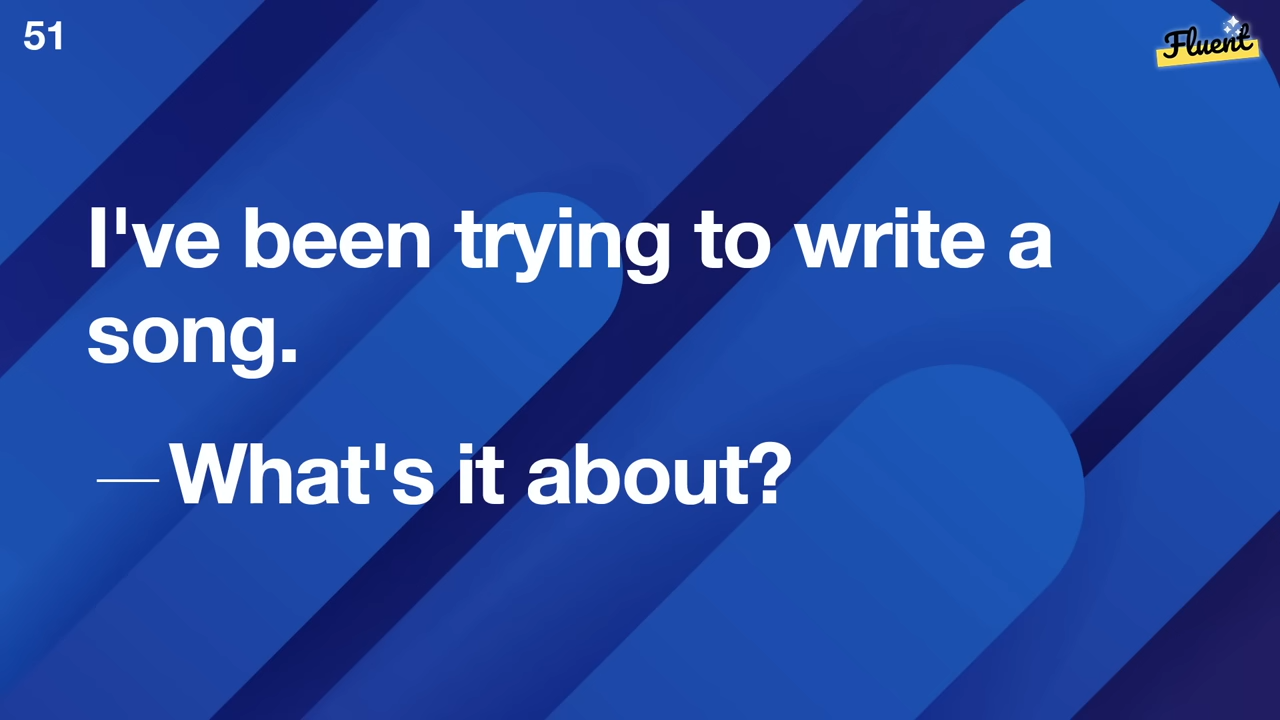 51
Fluent
I've been trying to write a
song.
—What's it about?